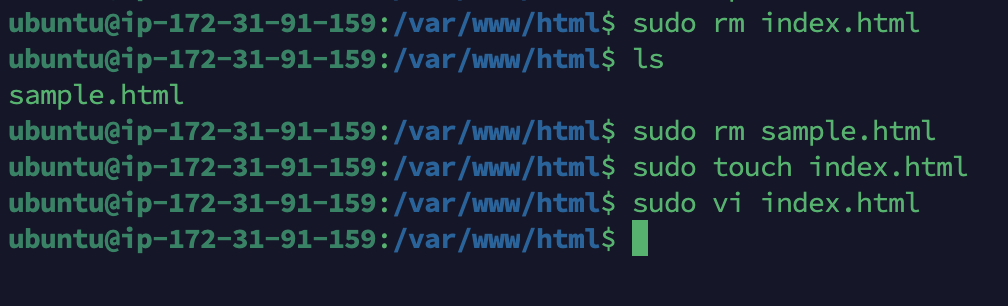 ubuntu@ip-172-31-91-159:/var/www/html$ sudo rm index.html
ubuntu@ip-172-31-91-159:/var/www/html$ ls
sample.html
ubuntu@ip-172-31-91-159:/var/www/html$ sudo rm sample.html
ubuntu@ip-172-31-91-159:/var/www/html$ sudo touch index.html
ubuntu@ip-172-31-91-159:/var/www/html$ sudo vi index.html
ubuntu@ip-172-31-91-159:/var/www/html$